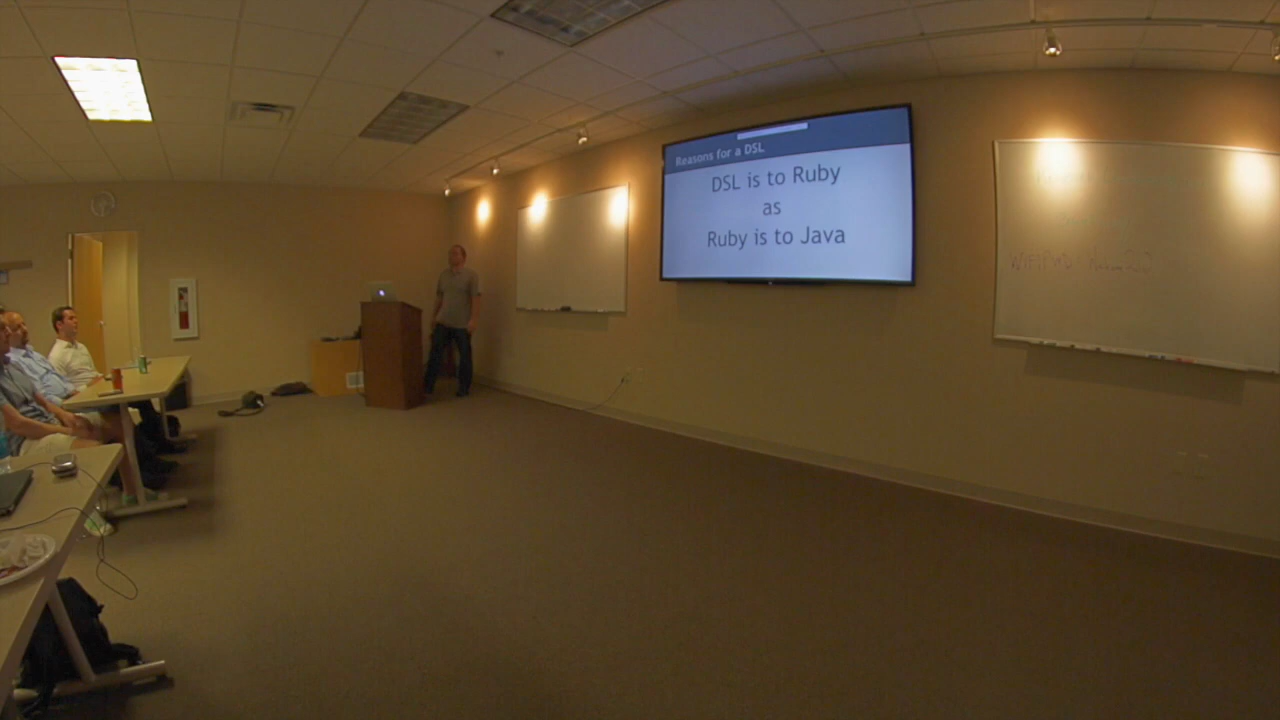 Reasons for a DSL
DSL is to Ruby
as
Ruby is to Java